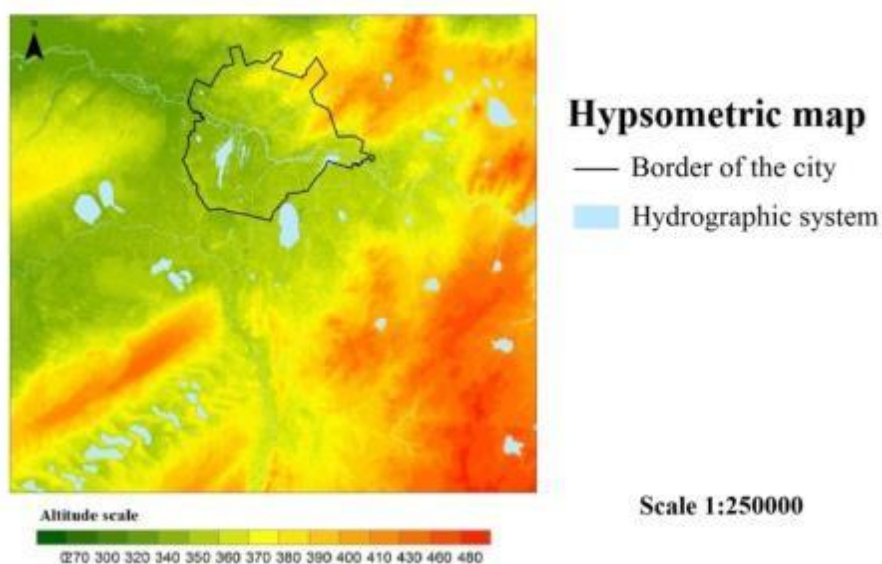 Hypsometric map
Border of the city
Hydrographic system
Scale 1:250000
Altitude scale
270 300 320 340 350 360 370 380 390 400 410 430 460 480